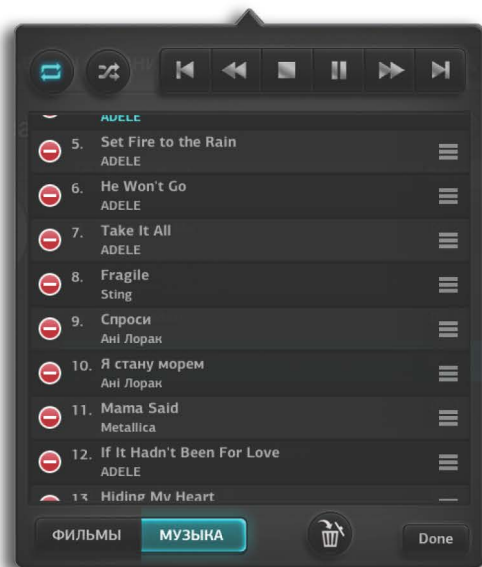 ADELE
5. Set Fire to the Rain
ADELE
6. He Won't Go
ADELE
7. Take It All
ADELE
8. Fragile
Sting
9. Спроси
Ані Лорак
10. Я стану морем
Ані Лорак
11. Mama Said
Metallica
12. If It Hadn't Been For Love
ADELE
13. Hiding My Heart
ФИЛЬМЫ МУЗЫКА Done